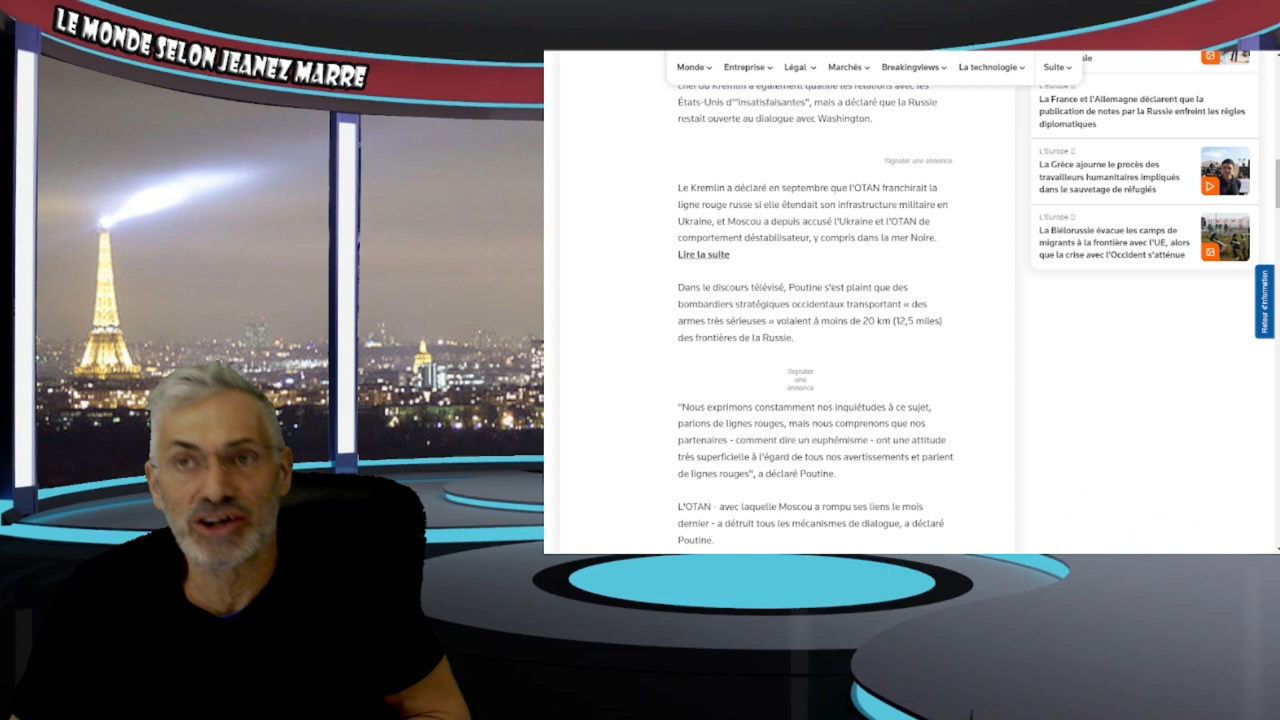 LE MONDE SELON JEANEZ MARRE
Monde Entreprise Légal Marchés Breakingviews La technologie Suite
chef du Kremlin a également qualifié les relations avec les
États-Unis d'"insatisfaisantes", mais a déclaré que la Russie
restait ouverte au dialogue avec Washington.
Signaler une annonce
Le Kremlin a déclaré en septembre que l'OTAN franchirait la
ligne rouge russe si elle étendait son infrastructure militaire en
Ukraine, et Moscou a depuis accusé l'Ukraine et l'OTAN de
comportement déstabilisateur, y compris dans la mer Noire.
Lire la suite
Dans le discours télévisé, Poutine s'est plaint que des
bombardiers stratégiques occidentaux transportant « des
armes très sérieuses » volaient à moins de 20 km (12,5 miles)
des frontières de la Russie.
Signaler
une
annonce
"Nous exprimons constamment nos inquiétudes à ce sujet,
parlons de lignes rouges, mais nous comprenons que nos
partenaires - comment dire un euphémisme - ont une attitude
très superficielle à l'égard de tous nos avertissements et parlent
de lignes rouges", a déclaré Poutine.
L'OTAN - avec laquelle Moscou a rompu ses liens le mois
dernier - a détruit tous les mécanismes de dialogue, a déclaré
Poutine.
L'Europe
La France et l'Allemagne déclarent que la
publication de notes par la Russie enfreint les règles
diplomatiques
L'Europe
La Grèce ajourne le procès des
travailleurs humanitaires impliqués
dans le sauvetage de réfugiés
L'Europe
La Biélorussie évacue les camps de
migrants à la frontière avec l'UE, alors
que la crise avec l'Occident s'atténue
Retour d'information